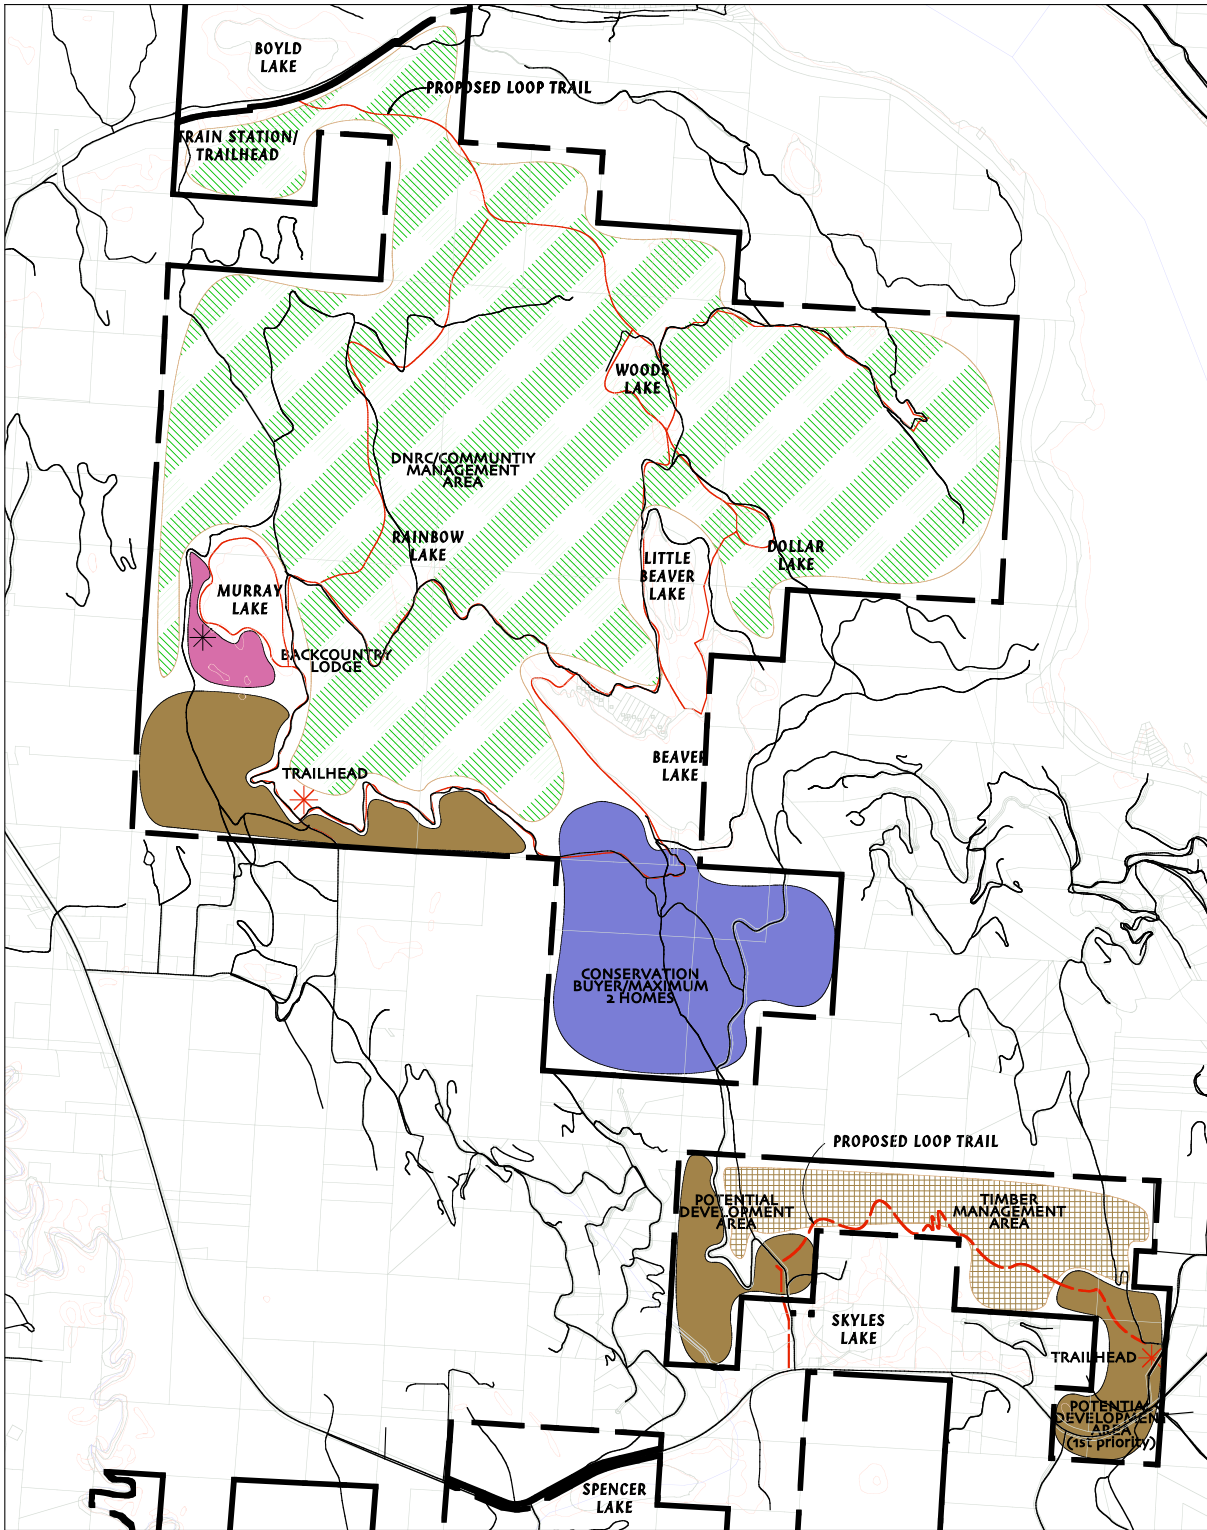 BOYLD
LAKE
PROPOSED LOOP TRAIL
TRAIN STATION/
TRAILHEAD
WOODS
LAKE
DNRC/COMMUNTIY
MANAGEMENT
AREA
RAINBOW
LAKE
DOLLAR
LAKE
LITTLE
BEAVER
LAKE
MURRAY
LAKE
BACKCOUNTRY
LODGE
BEAVER
LAKE
TRAILHEAD
CONSERVATION
BUYER/MAXIMUM
2 HOMES
PROPOSED LOOP TRAIL
POTENTIAL
DEVELOPMENT
AREA
TIMBER
MANAGEMENT
AREA
SKYLES
LAKE
TRAILHEAD
POTENTIAL
DEVELOPMENT
AREA
(1st priority)
SPENCER
LAKE